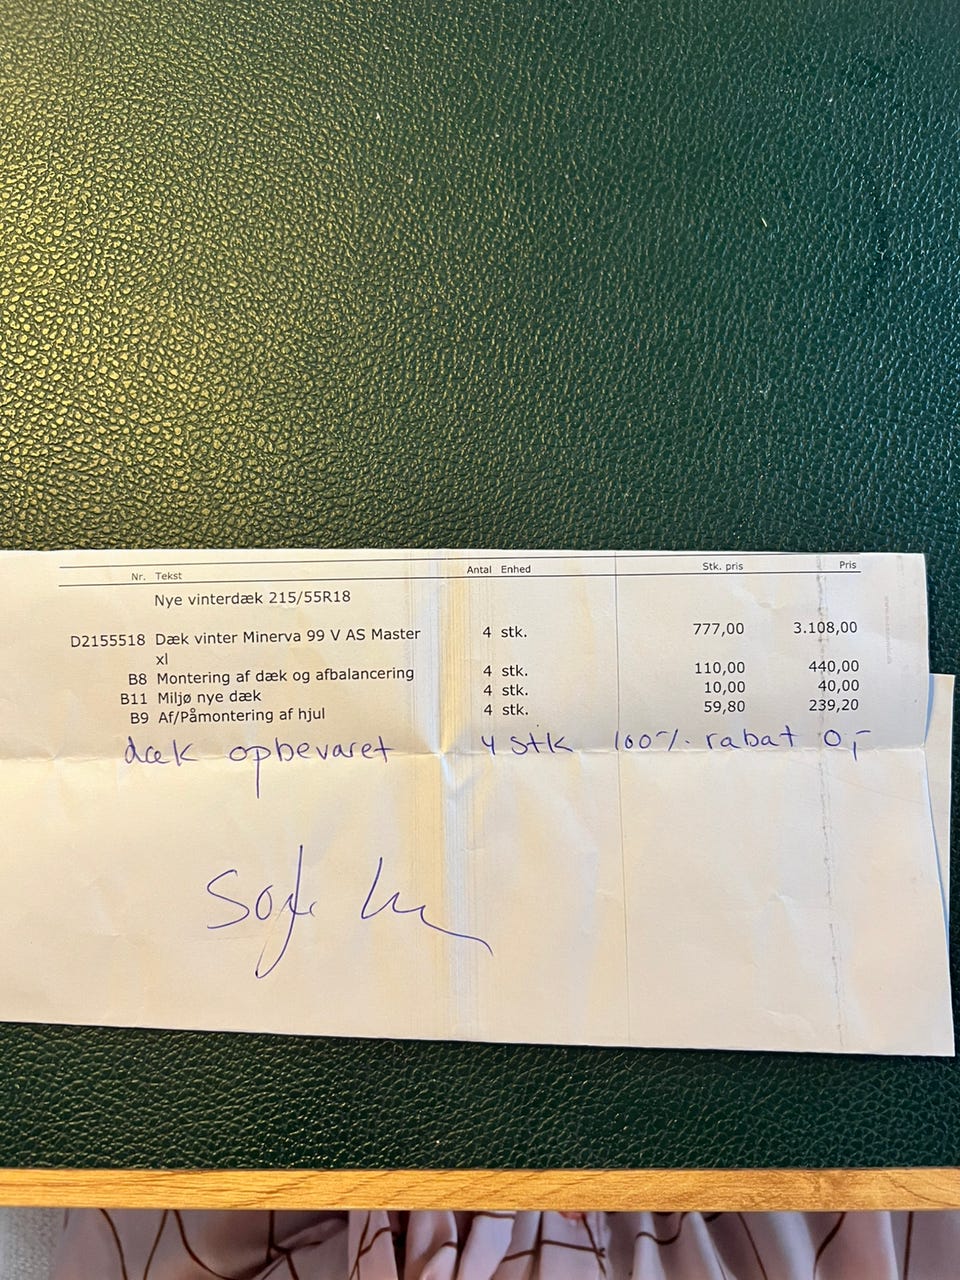 Nr. Tekst Antal Enhed Stk. pris Pris
Nye vinterdæk 215/55R18
D2155518 Dæk vinter Minerva 99 V AS Master 4 stk. 777,00 3.108,00
xl
B8 Montering af dæk og afbalancering 4 stk. 110,00 440,00
B11 Miljø nye dæk 4 stk. 10,00 40,00
B9 Af/Påmontering af hjul 4 stk. 59,80 239,20
dæk opbevaret 4 stk 100% rabat 0,-